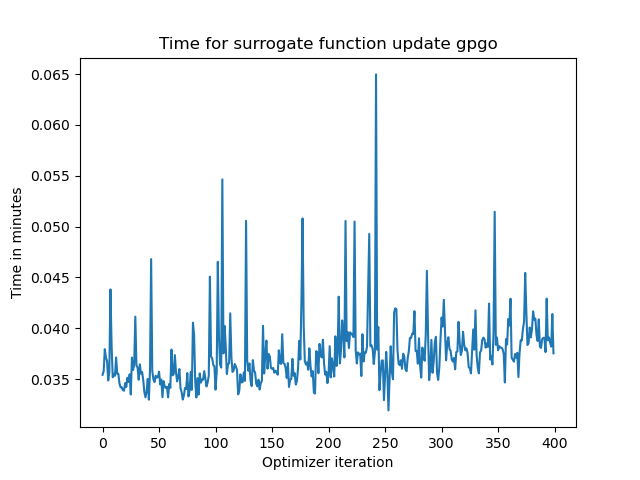 Time for surrogate function update gpgo
0.065
0.060
0.055
0.050
0.045
0.040
0.035
Time in minutes
0 50 100 150 200 250 300 350 400
Optimizer iteration